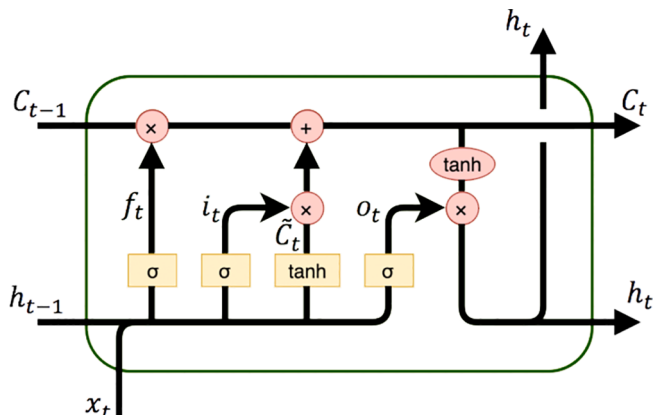 h_t
C_{t-1}
×
+
C_t
tanh
f_t
i_t
×
o_t
×
C̃_t
σ
σ
tanh
σ
h_{t-1}
h_t
x_t